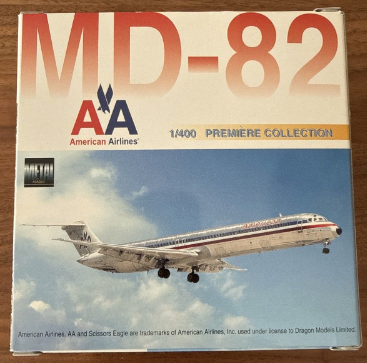 MD-82
AA
American Airlines
1/400 PREMIERE COLLECTION
METAL
American Airlines, AA and Scissors Eagle are trademarks of American Airlines, Inc. used under license to Dragon Models Limited.